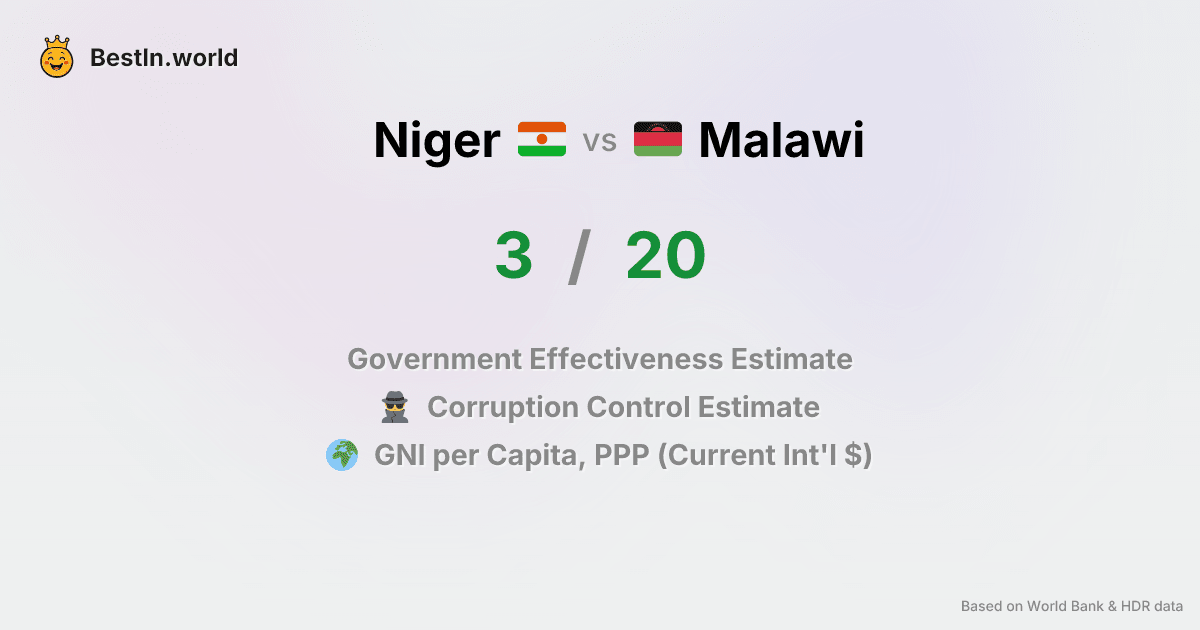 BestIn.world
Niger vs Malawi
3 / 20
Government Effectiveness Estimate
Corruption Control Estimate
GNI per Capita, PPP (Current Int'l $)
Based on World Bank & HDR data